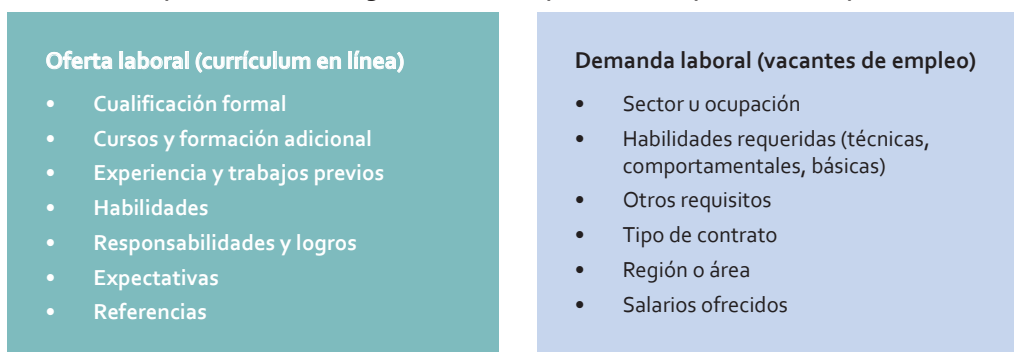 Oferta laboral (currículum en línea)
• Cualificación formal
• Cursos y formación adicional
• Experiencia y trabajos previos
• Habilidades
• Responsabilidades y logros
• Expectativas
• Referencias
Demanda laboral (vacantes de empleo)
• Sector u ocupación
• Habilidades requeridas (técnicas,
comportamentales, básicas)
• Otros requisitos
• Tipo de contrato
• Región o área
• Salarios ofrecidos